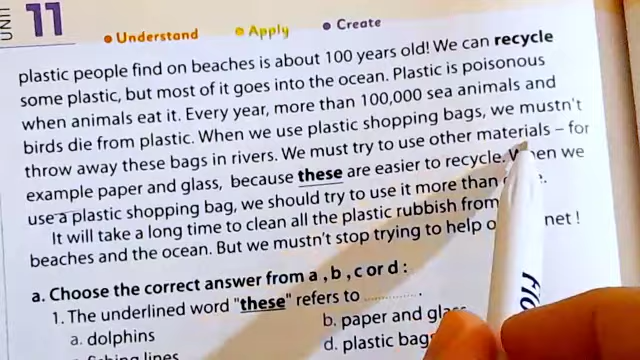 UNIT 11
Understand Apply Create
plastic people find on beaches is about 100 years old! We can recycle
some plastic, but most of it goes into the ocean. Plastic is poisonous
when animals eat it. Every year, more than 100,000 sea animals and
birds die from plastic. When we use plastic shopping bags, we mustn't
throw away these bags in rivers. We must try to use other materials – for
example paper and glass, because these are easier to recycle. When we
use a plastic shopping bag, we should try to use it more than
It will take a long time to clean all the plastic rubbish from
beaches and the ocean. But we mustn't stop trying to help net!
a. Choose the correct answer from a , b , c or d :
1. The underlined word "these" refers to ............
a. dolphins
b. paper and glass
c. fishing lines
d. plastic bags